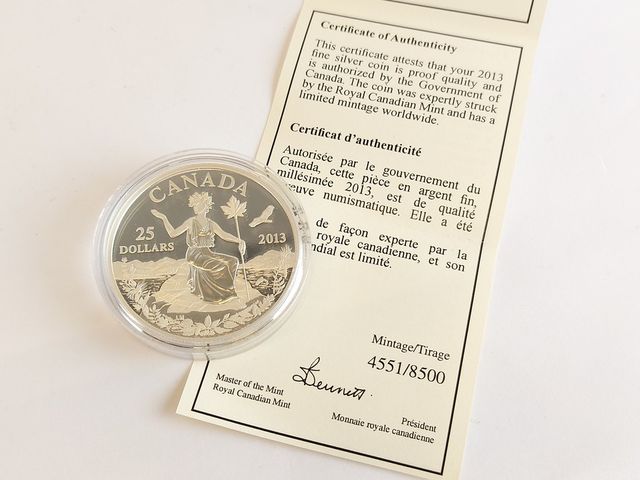 CANADA
25
DOLLARS
2013
LM
Certificate of Authenticity
This certificate attests that your 2013
fine silver coin is proof quality and
is authorized by the Government of
Canada. The coin was expertly struck
by the Royal Canadian Mint and has a
limited mintage worldwide.
Certificat d'authenticité
Autorisée par le gouvernement du
Canada, cette pièce en argent fin,
millésimée 2013, est de qualité
numismatique. Elle a été
de façon experte par la
royale canadienne, et son
est limité.
Mintage/Tirage
4551/8500
Bennett
Master of the Mint
Royal Canadian Mint
Président
Monnaie royale canadienne